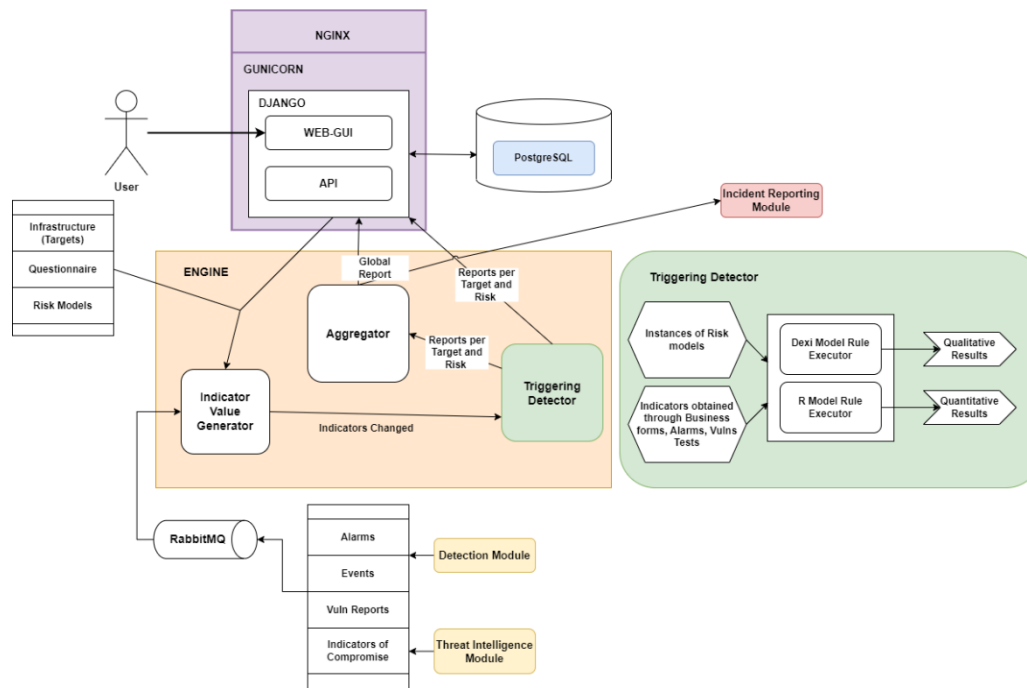 NGINX
GUNICORN
DJANGO
WEB-GUI
API
PostgreSQL
User
Incident Reporting
Module
Infrastructure
(Targets)
Questionnaire
Risk Models
ENGINE
Global
Report
Reports per
Target and
Risk
Aggregator
Reports per
Target and
Risk
Triggering
Detector
Indicator
Value
Generator
Indicators Changed
Triggering Detector
Instances of Risk
models
Dexi Model Rule
Executor
Qualitative
Results
Indicators obtained
through Business
forms, Alarms, Vulns
Tests
R Model Rule
Executor
Quantitative
Results
RabbitMQ
Alarms
Events
Vuln Reports
Indicators of
Compromise
Detection Module
Threat Intelligence
Module